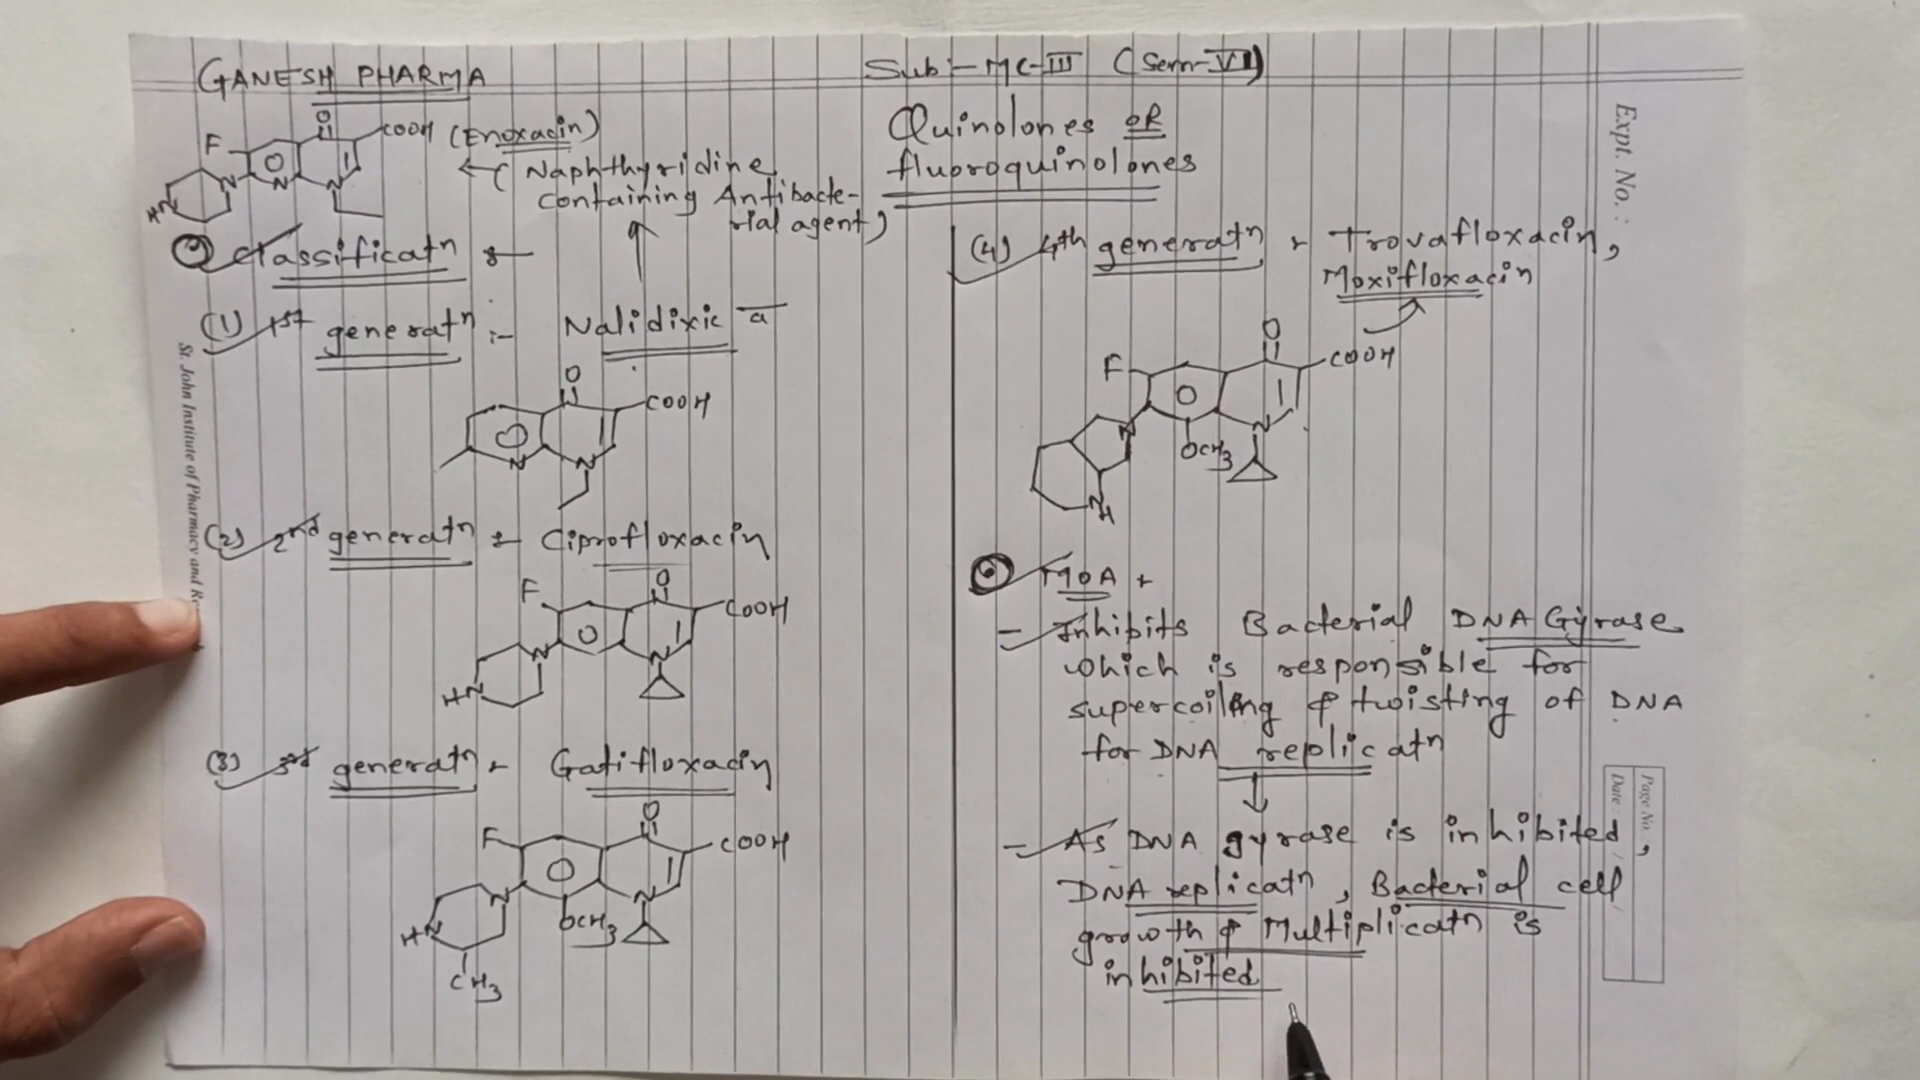 GANESH PHARMA
Sub:- MC-III (Sem-VI)
O
F
COOH (Enoxacin)
N
N
N
HN
← (Naphthyridine
containing Antibacte-
rial agent)
Quinolones OR
fluoroquinolones
classificatn :-
(1) 1st generatn :- Nalidixic a
O
COOH
N
N
(2) 2nd generatn :- Ciprofloxacin
F
O
COOH
N
N
HN
(3) 3rd generatn :- Gatifloxacin
F
O
COOH
N
N
HN
OCH3
CH3
(4) 4th generatn :- Trovafloxacin,
Moxifloxacin
O
F
COOH
N
N
OCH3
N
H
MOA :-
- Inhibits Bacterial DNA Gyrase
which is responsible for
supercoiling & twisting of DNA
for DNA replicatn
↓
- As DNA gyrase is inhibited,
DNA replicatn, Bacterial cell
growth & Multiplicatn is
inhibited
Expt. No. :
Page No. :
Date :
St. John Institute of Pharmacy and Re